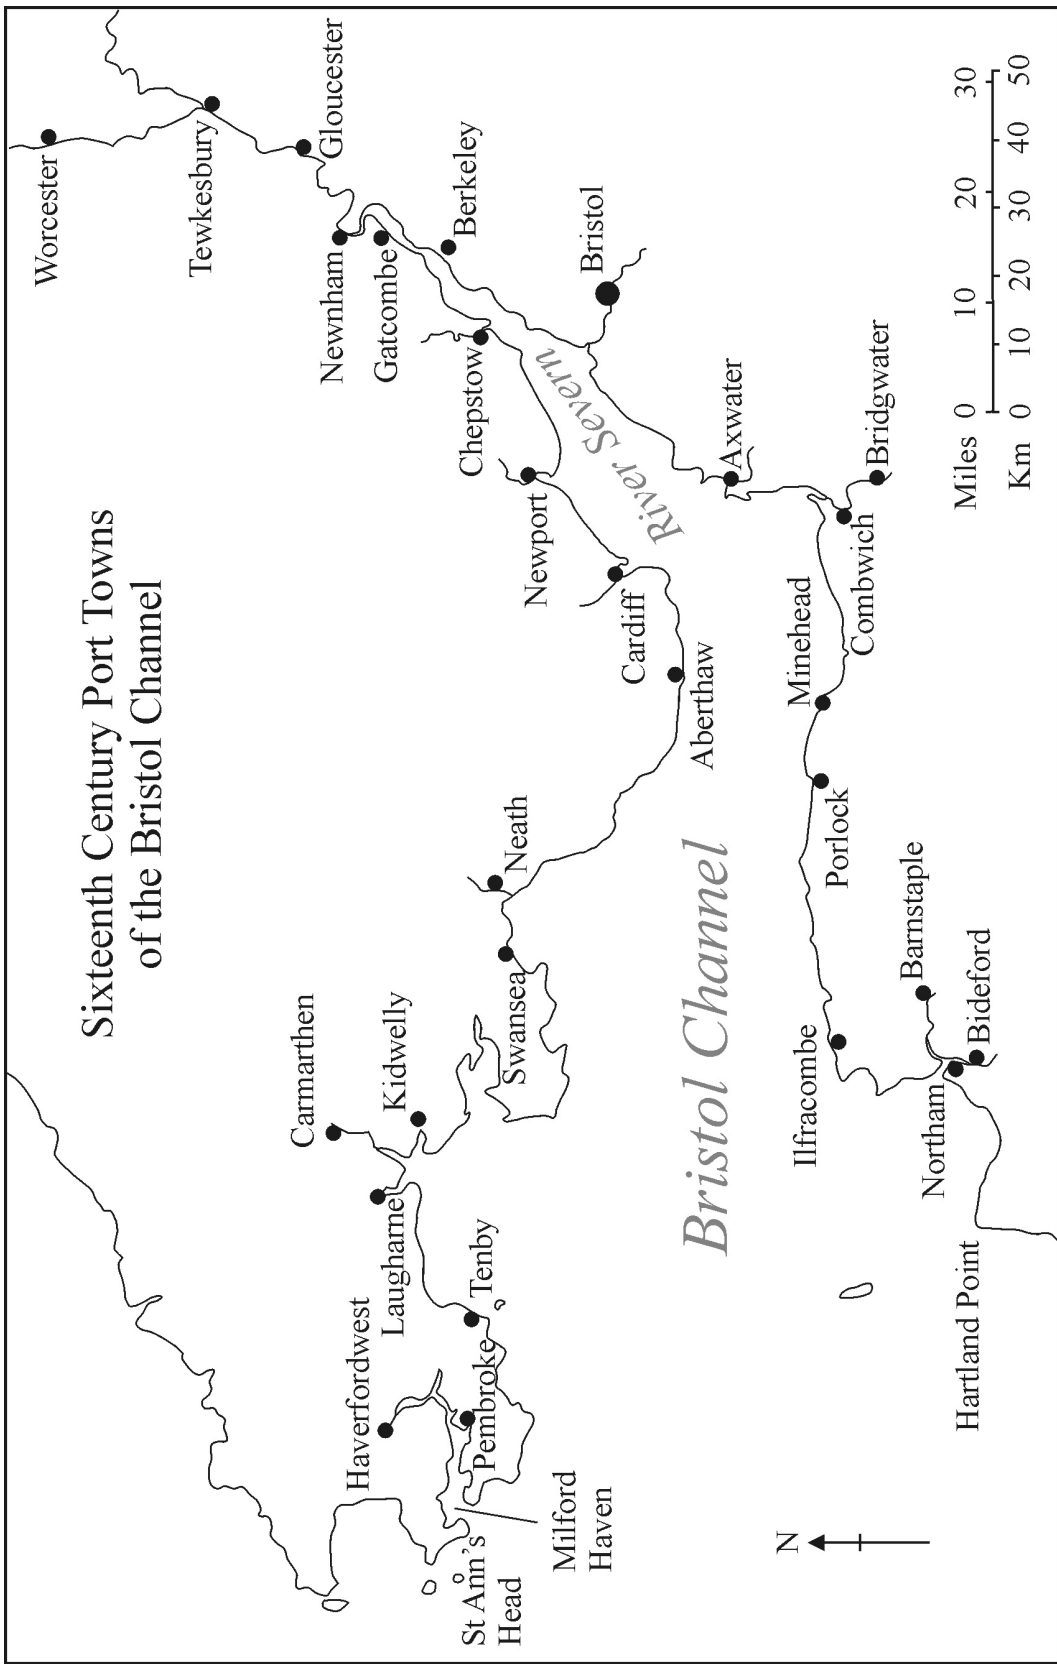 Sixteenth Century Port Towns
of the Bristol Channel
Worcester
Tewkesbury
Gloucester
Newnham
Gatcombe
Berkeley
Chepstow
Bristol
River Severn
Newport
Cardiff
Aberthaw
Neath
Swansea
Carmarthen
Kidwelly
Laugharne
Tenby
Haverfordwest
Pembroke
Milford
Haven
St Ann's
Head
Bristol Channel
Axwater
Bridgwater
Combwich
Minehead
Porlock
Ilfracombe
Barnstaple
Bideford
Northam
Hartland Point
N
Miles 0 10 20 30
Km 0 10 20 30 40 50